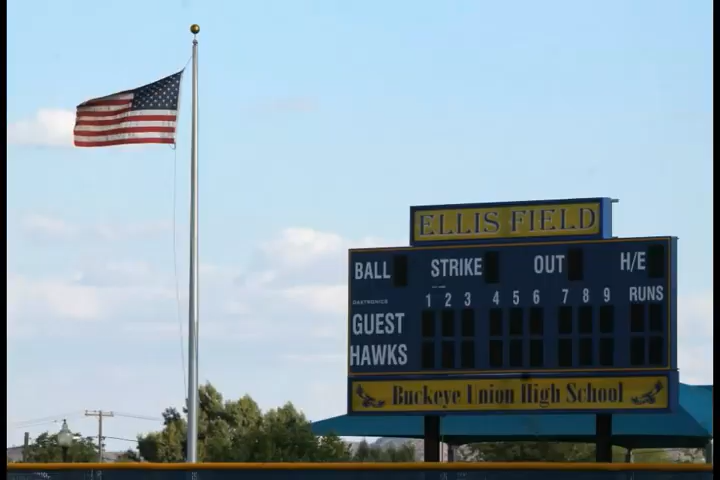 ELLIS FIELD
BALL STRIKE OUT H/E
DAKTRONICS 1 2 3 4 5 6 7 8 9 RUNS
GUEST
HAWKS
Buckeye Union High School